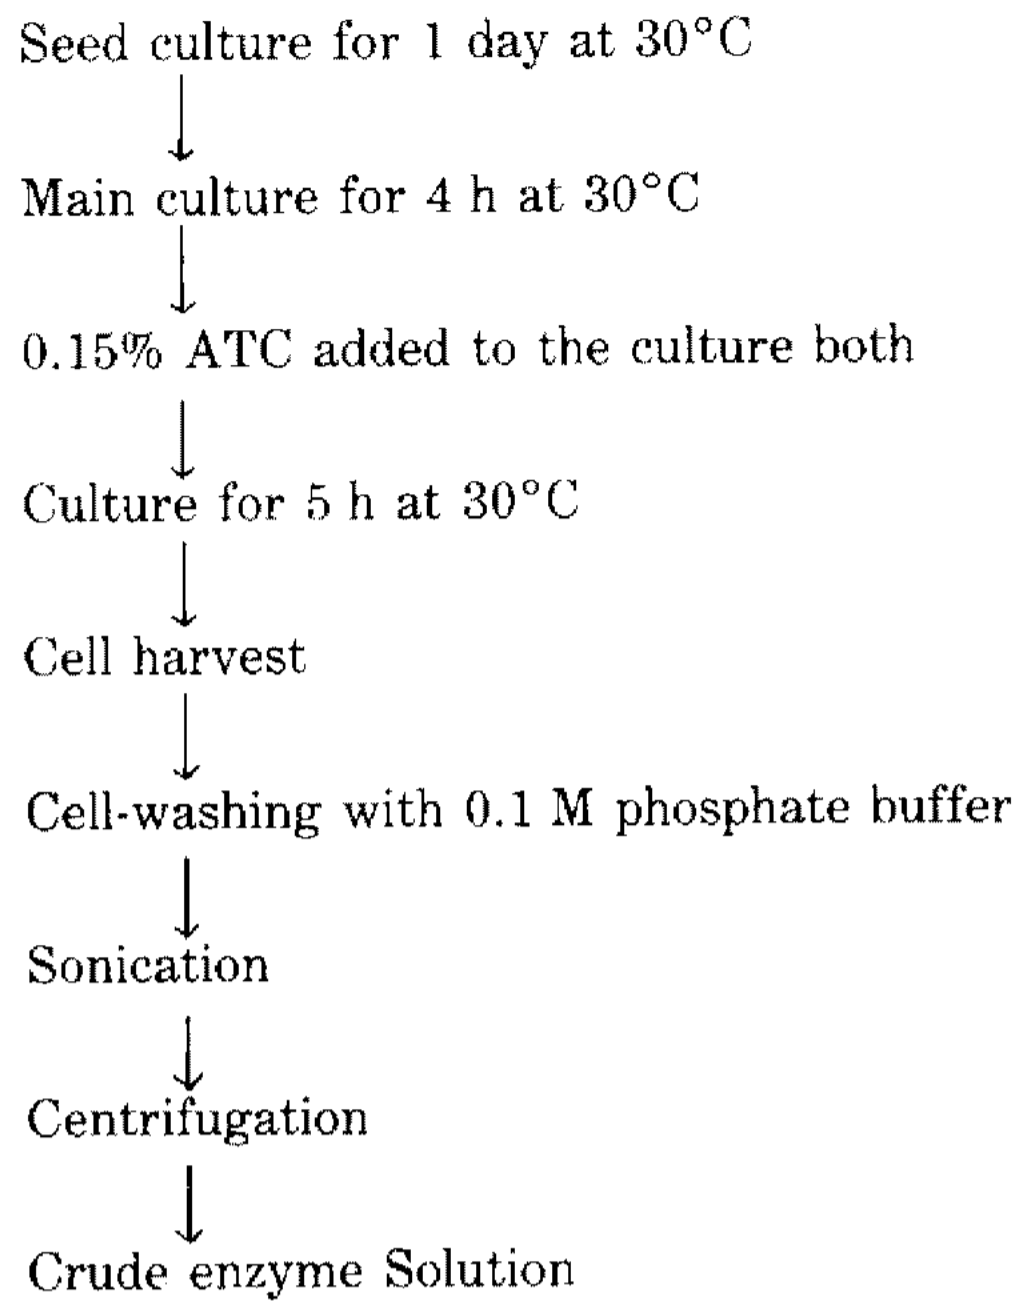 Seed culture for 1 day at 30°C
Main culture for 4 h at 30°C
0.15% ATC added to the culture both
Culture for 5 h at 30°C
Cell harvest
Cell-washing with 0.1 M phosphate buffer
Sonication
Centrifugation
Crude enzyme Solution